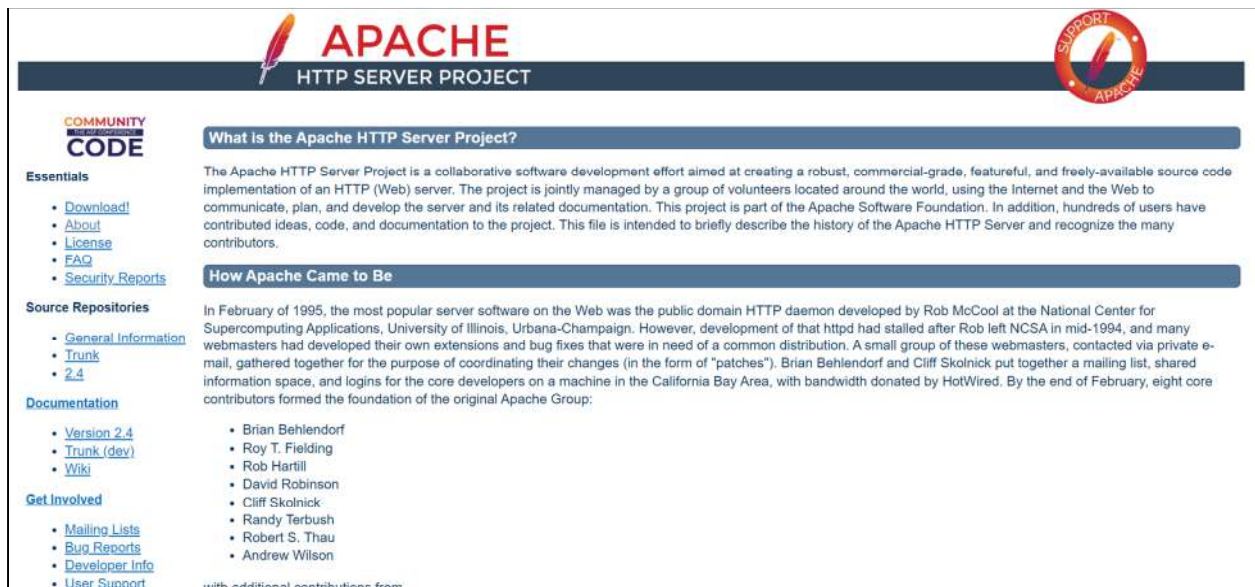 APACHE
HTTP SERVER PROJECT
SUPPORT
APACHE
COMMUNITY
THE ASF CONFERENCE
CODE
Essentials
• Download!
• About
• License
• FAQ
• Security Reports
Source Repositories
• General Information
• Trunk
• 2.4
Documentation
• Version 2.4
• Trunk (dev)
• Wiki
Get Involved
• Mailing Lists
• Bug Reports
• Developer Info
• User Support
What is the Apache HTTP Server Project?
The Apache HTTP Server Project is a collaborative software development effort aimed at creating a robust, commercial-grade, featureful, and freely-available source code
implementation of an HTTP (Web) server. The project is jointly managed by a group of volunteers located around the world, using the Internet and the Web to
communicate, plan, and develop the server and its related documentation. This project is part of the Apache Software Foundation. In addition, hundreds of users have
contributed ideas, code, and documentation to the project. This file is intended to briefly describe the history of the Apache HTTP Server and recognize the many
contributors.
How Apache Came to Be
In February of 1995, the most popular server software on the Web was the public domain HTTP daemon developed by Rob McCool at the National Center for
Supercomputing Applications, University of Illinois, Urbana-Champaign. However, development of that httpd had stalled after Rob left NCSA in mid-1994, and many
webmasters had developed their own extensions and bug fixes that were in need of a common distribution. A small group of these webmasters, contacted via private e-
mail, gathered together for the purpose of coordinating their changes (in the form of "patches"). Brian Behlendorf and Cliff Skolnick put together a mailing list, shared
information space, and logins for the core developers on a machine in the California Bay Area, with bandwidth donated by HotWired. By the end of February, eight core
contributors formed the foundation of the original Apache Group:
• Brian Behlendorf
• Roy T. Fielding
• Rob Hartill
• David Robinson
• Cliff Skolnick
• Randy Terbush
• Robert S. Thau
• Andrew Wilson
with additional contributions from